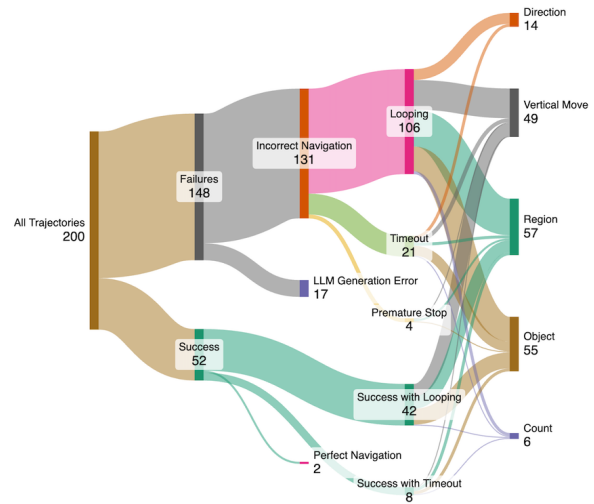 Direction
14
Looping
106
Vertical Move
49
Incorrect Navigation
131
Failures
148
All Trajectories
200
Region
57
Timeout
21
LLM Generation Error
17
Premature Stop
4
Object
55
Success
52
Success with Looping
42
Count
6
Perfect Navigation
2
Success with Timeout
8